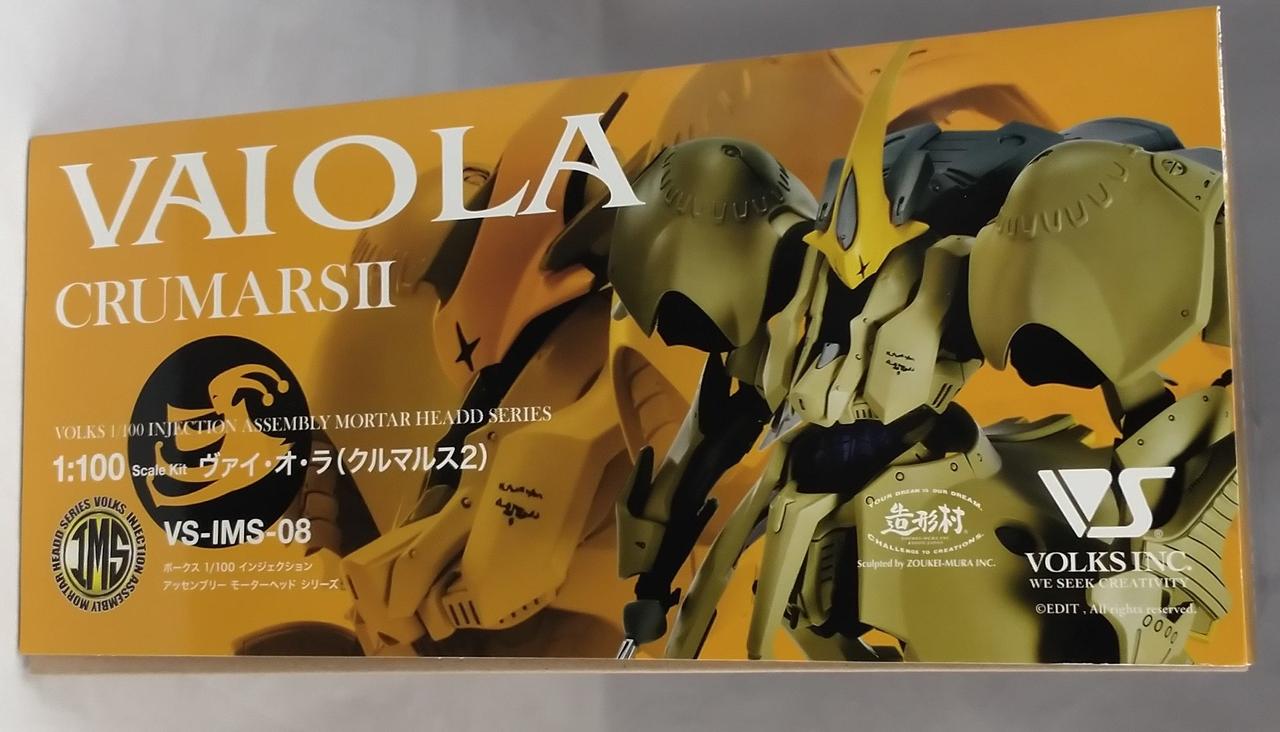 VAIOLA
CRUMARSII
VOLKS 1/100 INJECTION ASSEMBLY MORTAR HEADD SERIES
1:100 Scale Kit ヴァイ・オ・ラ(クルマルス2)
VS-IMS-08
ボークス 1/100 インジェクション
アッセンブリー モーターヘッド シリーズ
VOLKS INJECTION ASSEMBLY MORTAR HEADD SERIES
IMS
YOUR DREAM IS OUR DREAM.
造形村
CHALLENGE TO CREATIONS.
Sculpted by ZOUKEI-MURA INC.
VS
VOLKS INC.
WE SEEK CREATIVITY
©EDIT , All rights reserved.